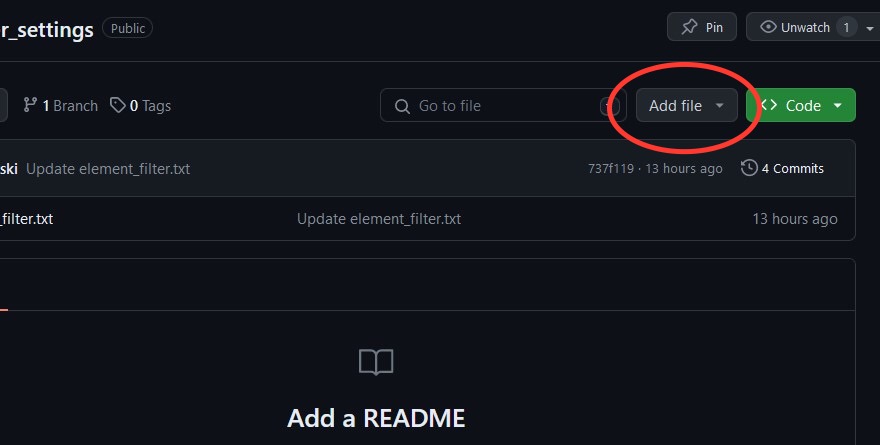 r_settings Public Pin Unwatch 1
1 Branch 0 Tags Go to file Add file Code
ski Update element_filter.txt 737f119 · 13 hours ago 4 Commits
_filter.txt Update element_filter.txt 13 hours ago
Add a README